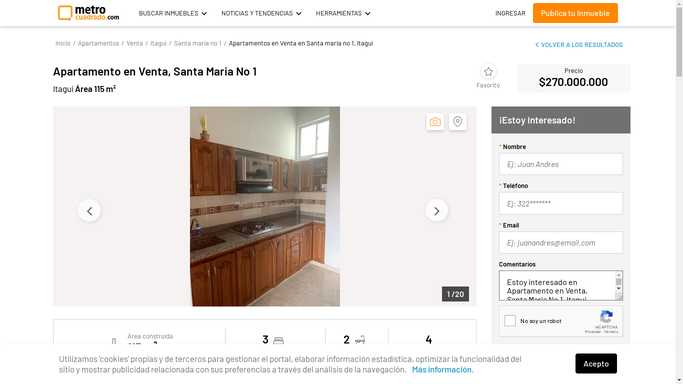 metro
cuadrado.com
BUSCAR INMUEBLES
NOTICIAS Y TENDENCIAS
HERRAMIENTAS
INGRESAR
Publica tu inmueble
Inicio / Apartamentos / Venta / Itagui / Santa maria no 1 / Apartamentos en Venta en Santa maria no 1, Itagui
VOLVER A LOS RESULTADOS
Apartamento en Venta, Santa Maria No 1
Itagui Área 115 m²
Favorito
Precio
$270.000.000
¡Estoy Interesado!
* Nombre
Ej: Juan Andres
* Teléfono
Ej: 322*******
* Email
Ej: juanandres@email.com
Comentarios
Estoy interesado en
Apartamento en Venta,
Santa Maria No 1, Itagui
No soy un robot
reCAPTCHA
Privacidad - Términos
1 / 20
Área construida
3
2
4
Utilizamos 'cookies' propias y de terceros para gestionar el portal, elaborar información estadística, optimizar la funcionalidad del
sitio y mostrar publicidad relacionada con sus preferencias a través del análisis de la navegación. Más información.
Acepto